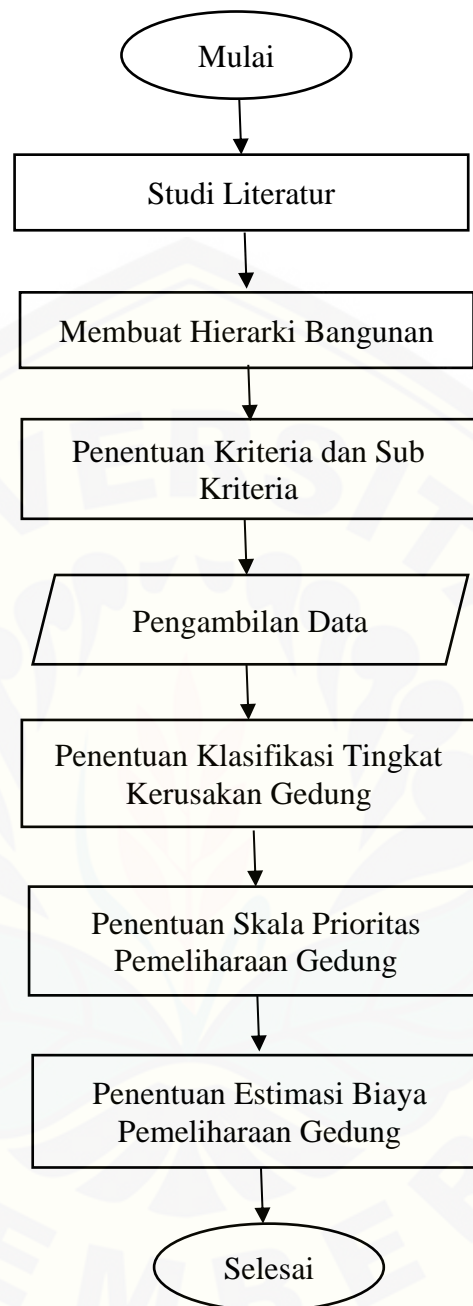 Mulai
Studi Literatur
Membuat Hierarki Bangunan
Penentuan Kriteria dan Sub
Kriteria
Pengambilan Data
Penentuan Klasifikasi Tingkat
Kerusakan Gedung
Penentuan Skala Prioritas
Pemeliharaan Gedung
Penentuan Estimasi Biaya
Pemeliharaan Gedung
Selesai